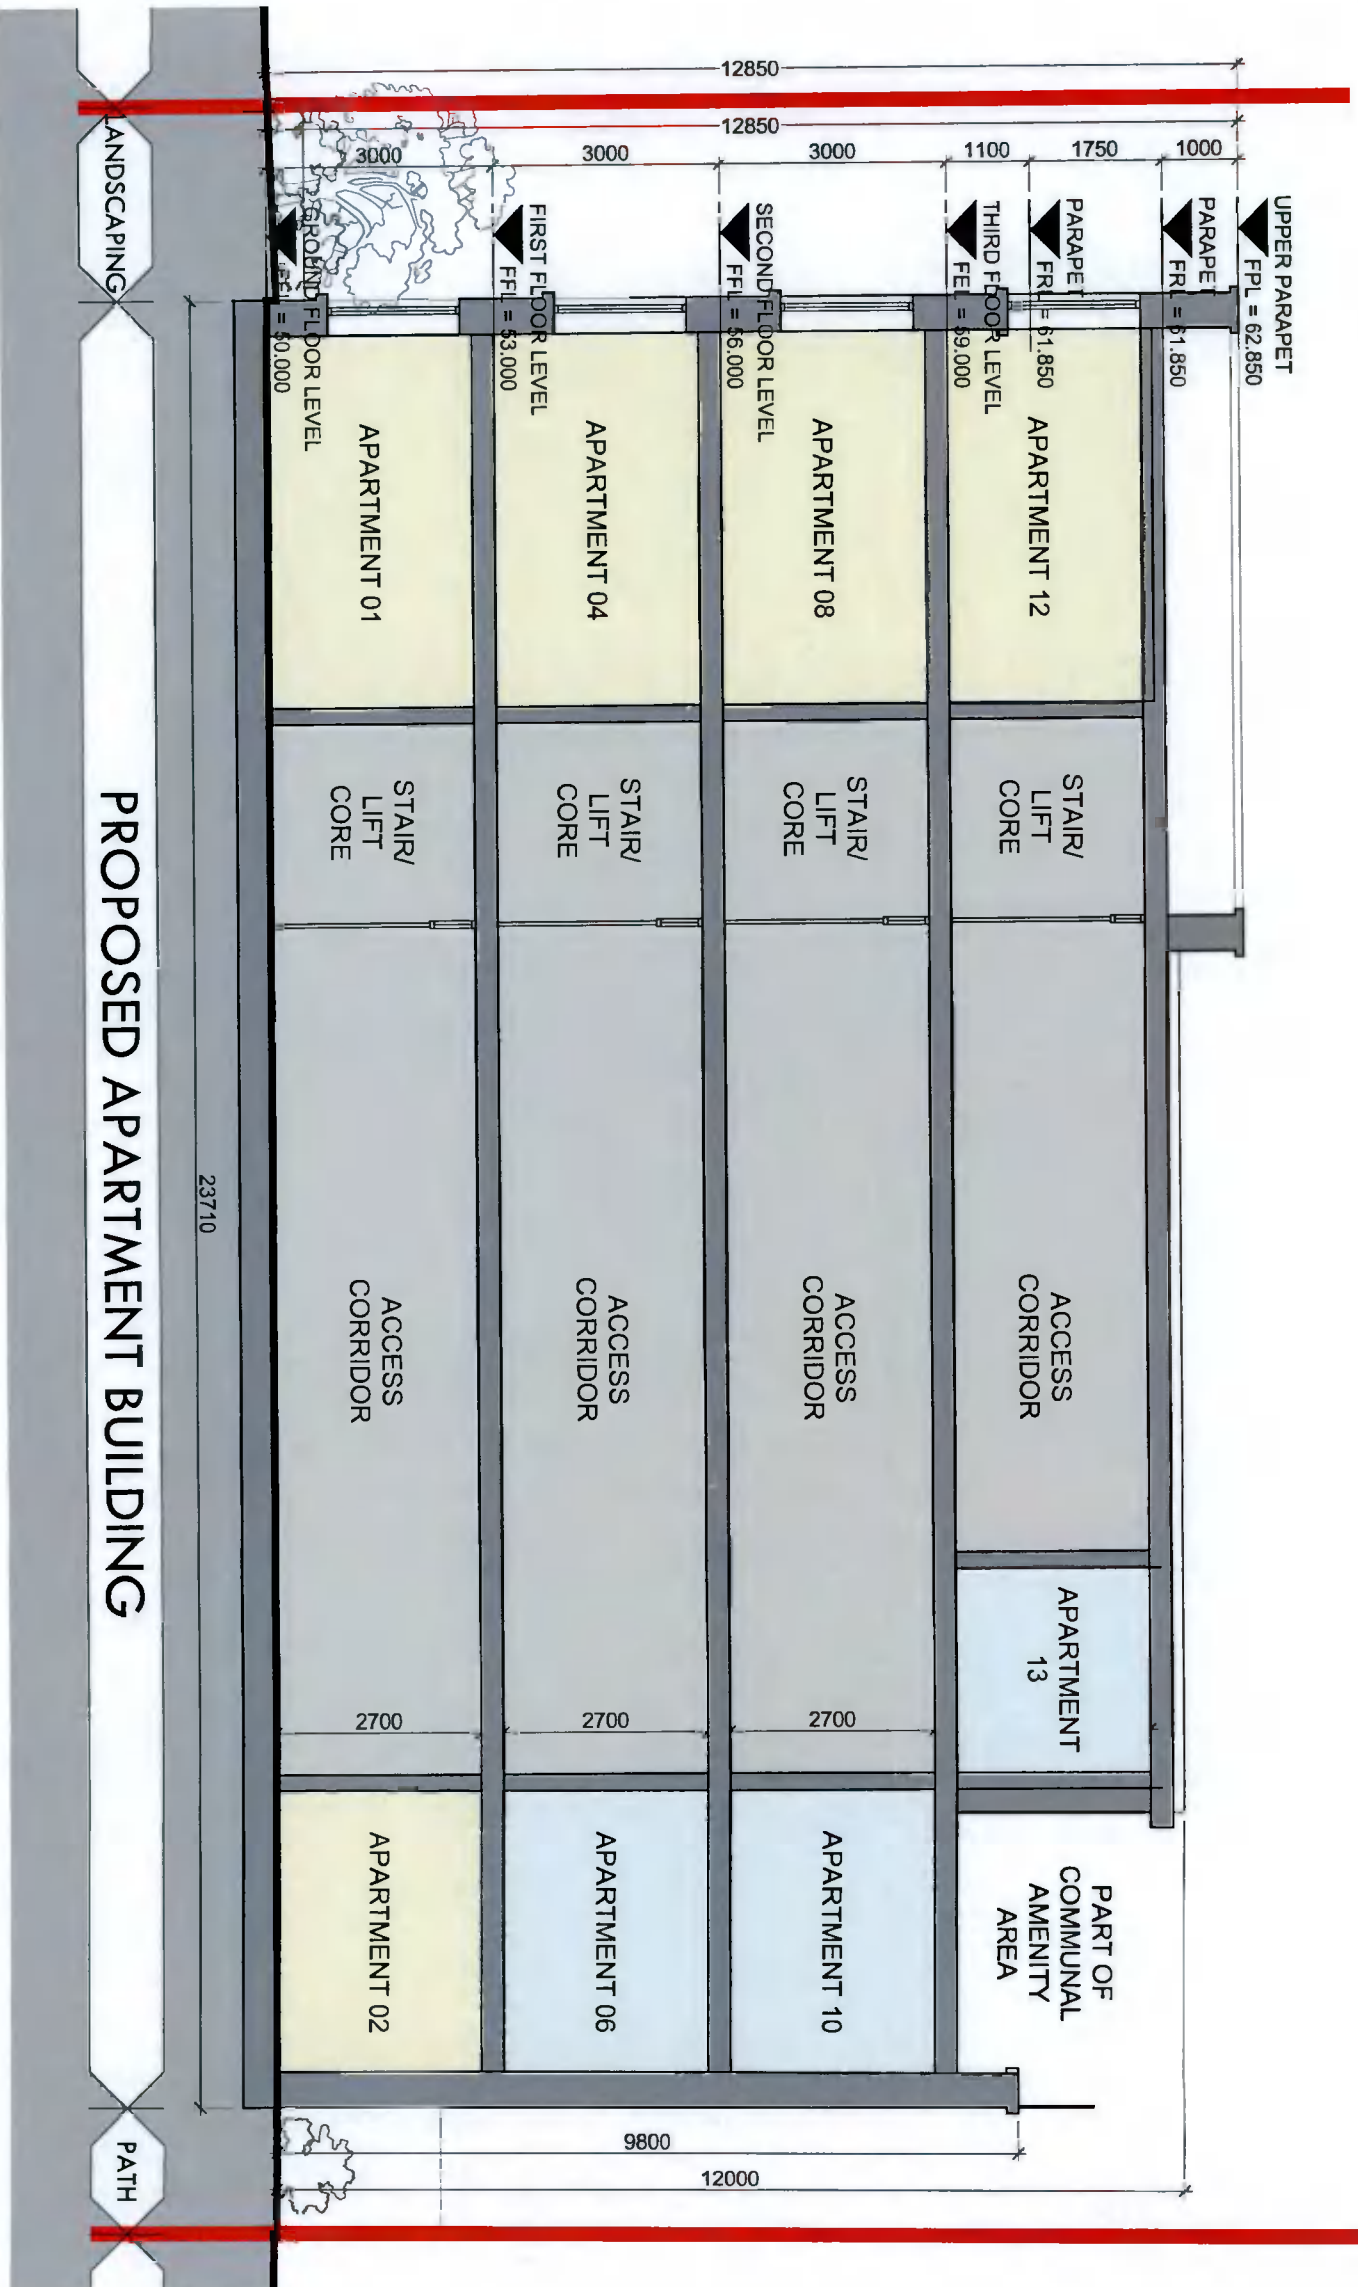 12850
12850
3000
3000
3000
1100
1750
1000
UPPER PARAPET
FPL = 62.850
PARAPET
FRL = 61.850
PARAPET
FRL = 61.850
THIRD FLOOR LEVEL
FFL = 59.000
SECOND FLOOR LEVEL
FFL = 56.000
FIRST FLOOR LEVEL
FFL = 53.000
GROUND FLOOR LEVEL
FFL = 50.000
APARTMENT 12
STAIR/
LIFT
CORE
ACCESS
CORRIDOR
APARTMENT
13
PART OF
COMMUNAL
AMENITY
AREA
APARTMENT 08
STAIR/
LIFT
CORE
ACCESS
CORRIDOR
2700
APARTMENT 10
APARTMENT 04
STAIR/
LIFT
CORE
ACCESS
CORRIDOR
2700
APARTMENT 06
APARTMENT 01
STAIR/
LIFT
CORE
ACCESS
CORRIDOR
2700
APARTMENT 02
9800
12000
23710
LANDSCAPING
PROPOSED APARTMENT BUILDING
PATH